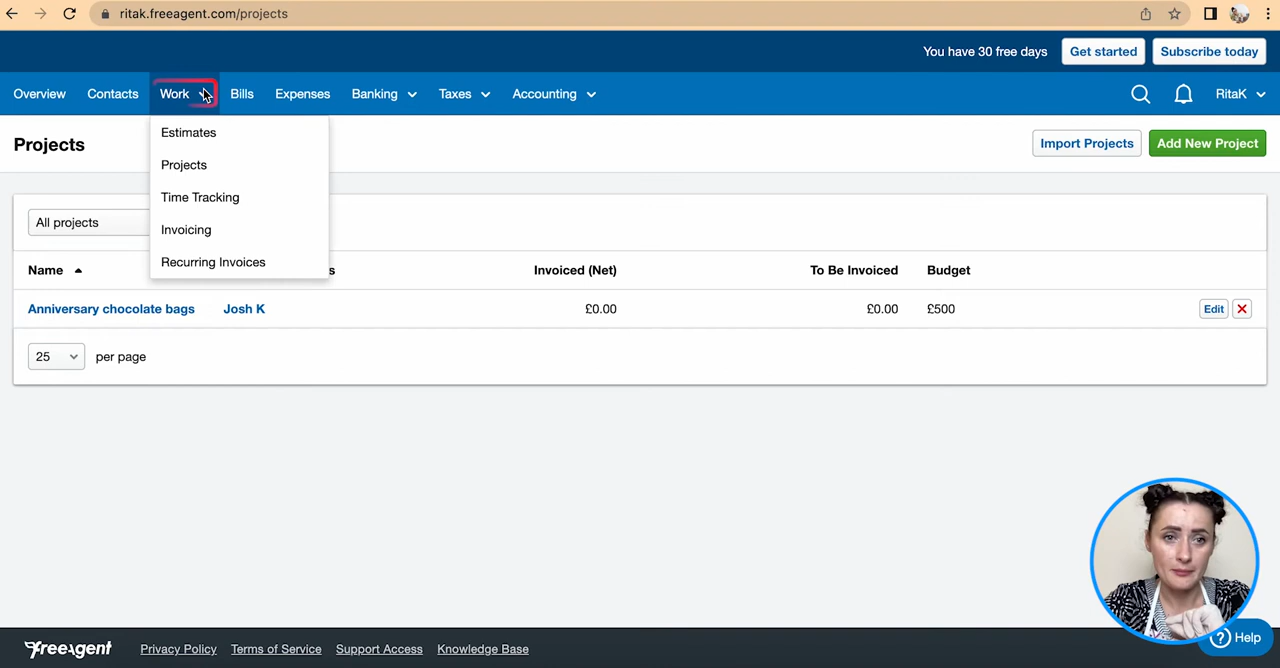 ritak.freeagent.com/projects
You have 30 free days
Get started
Subscribe today
Overview
Contacts
Work
Bills
Expenses
Banking
Taxes
Accounting
RitaK
Estimates
Projects
Time Tracking
Invoicing
Recurring Invoices
Projects
Import Projects
Add New Project
All projects
Name
s
Invoiced (Net)
To Be Invoiced
Budget
Anniversary chocolate bags
Josh K
£0.00
£0.00
£500
Edit
25
per page
freeagent
Privacy Policy
Terms of Service
Support Access
Knowledge Base
? Help